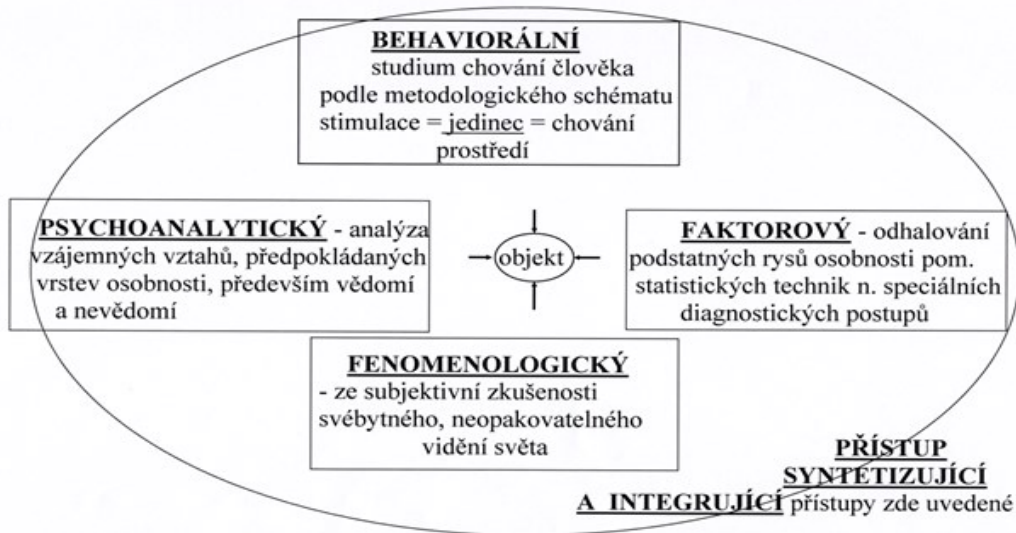 BEHAVIORÁLNÍ
studium chování člověka
podle metodologického schématu
stimulace = jedinec = chování
prostředí
PSYCHOANALYTICKÝ - analýza
vzájemných vztahů, předpokládaných
vrstev osobnosti, především vědomí
a nevědomí
objekt
FAKTOROVÝ - odhalování
podstatných rysů osobnosti pom.
statistických technik n. speciálních
diagnostických postupů
FENOMENOLOGICKÝ
- ze subjektivní zkušenosti
svébytného, neopakovatelného
vidění světa
PŘÍSTUP
SYNTETIZUJÍCÍ
A INTEGRUJÍCÍ přístupy zde uvedené